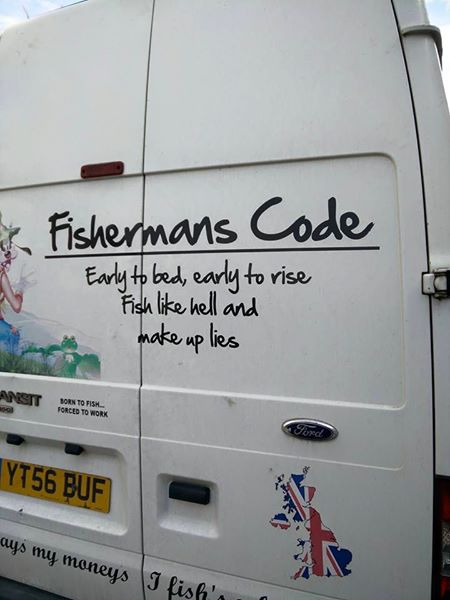 Fishermans Code
Early to bed, early to rise
Fish like hell and
make up lies
ANSIT
BORN TO FISH...
FORCED TO WORK
Ford
YT56 BUF
ays my moneys
I fish's